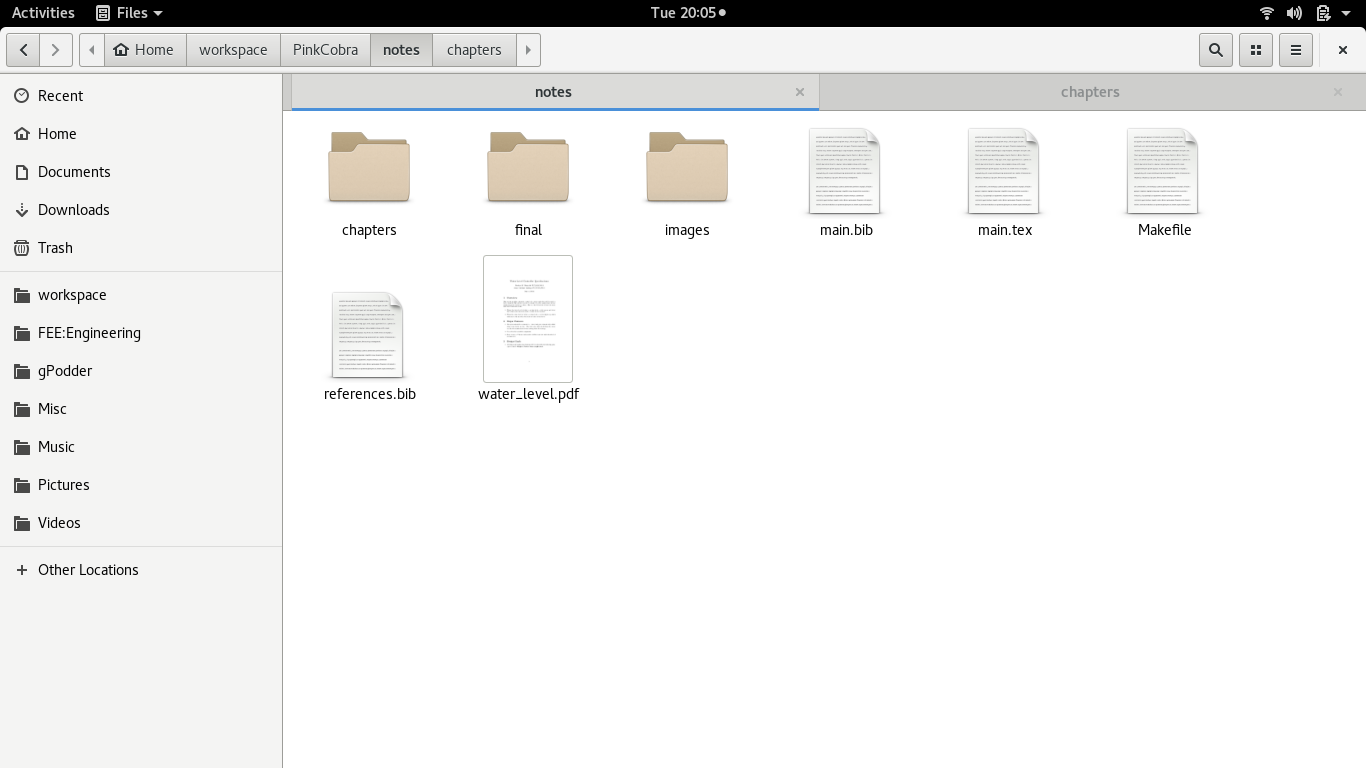 Activities Files Tue 20:05
Home workspace PinkCobra notes chapters
notes chapters
Recent
Home
Documents
Downloads
Trash
workspace
FEE:Engineering
gPodder
Misc
Music
Pictures
Videos
Other Locations
chapters final images main.bib main.tex Makefile
references.bib water_level.pdf